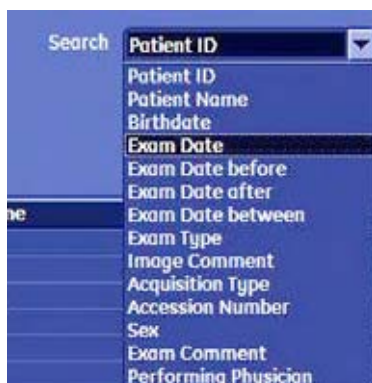 Search Patient ID
Patient ID
Patient Name
Birthdate
Exam Date
Exam Date before
Exam Date after
Exam Date between
ne
Exam Type
Image Comment
Acquisition Type
Accession Number
Sex
Exam Comment
Performing Physician